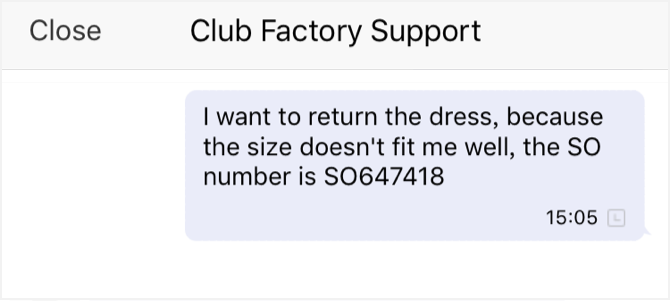 Close Club Factory Support
I want to return the dress, because
the size doesn't fit me well, the SO
number is SO647418
15:05